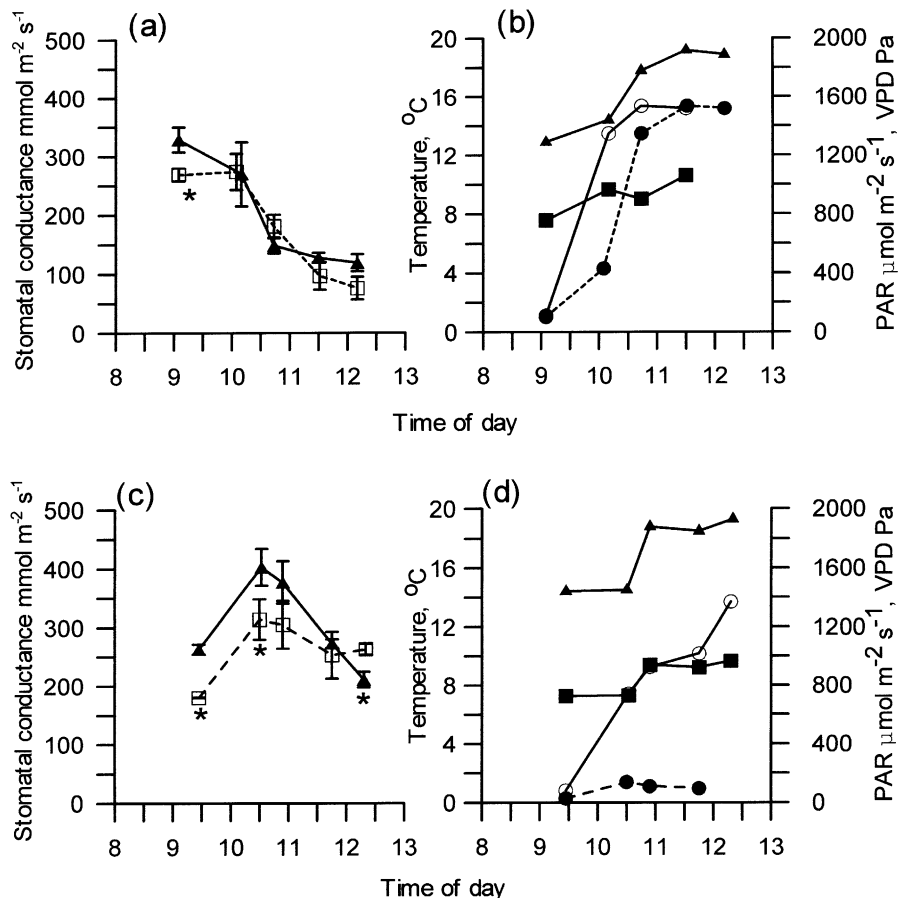 (a)
(b)
Stomatal conductance mmol m-2 s-1
500
400
300
200
100
0
*
8 9 10 11 12 13
Temperature, oC
20
16
12
8
4
0
8 9 10 11 12 13
2000
1600
1200
800
400
0
PAR μmol m-2 s-1, VPD Pa
Time of day
(c)
(d)
Stomatal conductance mmol m-2 s-1
500
400
300
200
100
0
*
*
*
8 9 10 11 12 13
Temperature, oC
20
16
12
8
4
0
8 9 10 11 12 13
2000
1600
1200
800
400
0
PAR μmol m-2 s-1, VPD Pa
Time of day